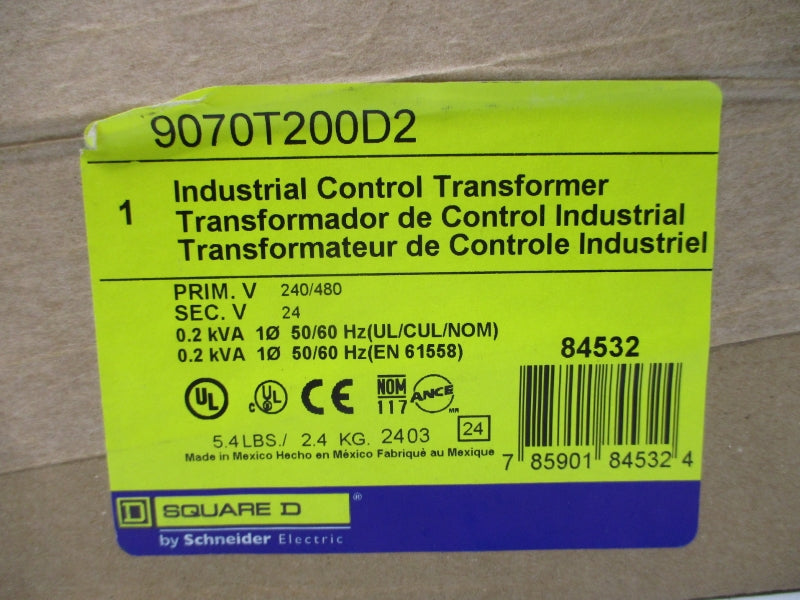 9070T200D2
1
Industrial Control Transformer
Transformador de Control Industrial
Transformateur de Controle Industriel
PRIM. V 240/480
SEC. V 24
0.2 kVA 1Ø 50/60 Hz(UL/CUL/NOM)
0.2 kVA 1Ø 50/60 Hz(EN 61558)
84532
UL c UL CE NOM 117 ANCE MR
5.4 LBS./ 2.4 KG. 2403 24
Made in Mexico Hecho en México Fabriqué au Mexique
7 85901 84532 4
SQUARE D ®
by Schneider Electric